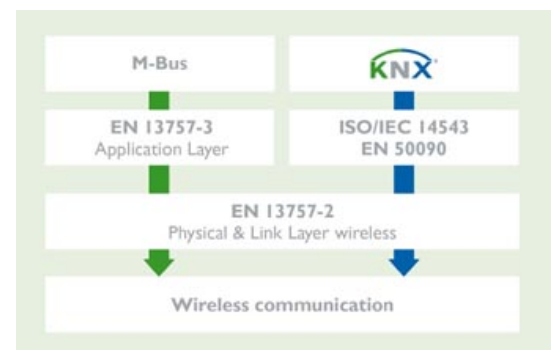 M-Bus
KNX
EN 13757-3
Application Layer
ISO/IEC 14543
EN 50090
EN 13757-2
Physical & Link Layer wireless
Wireless communication